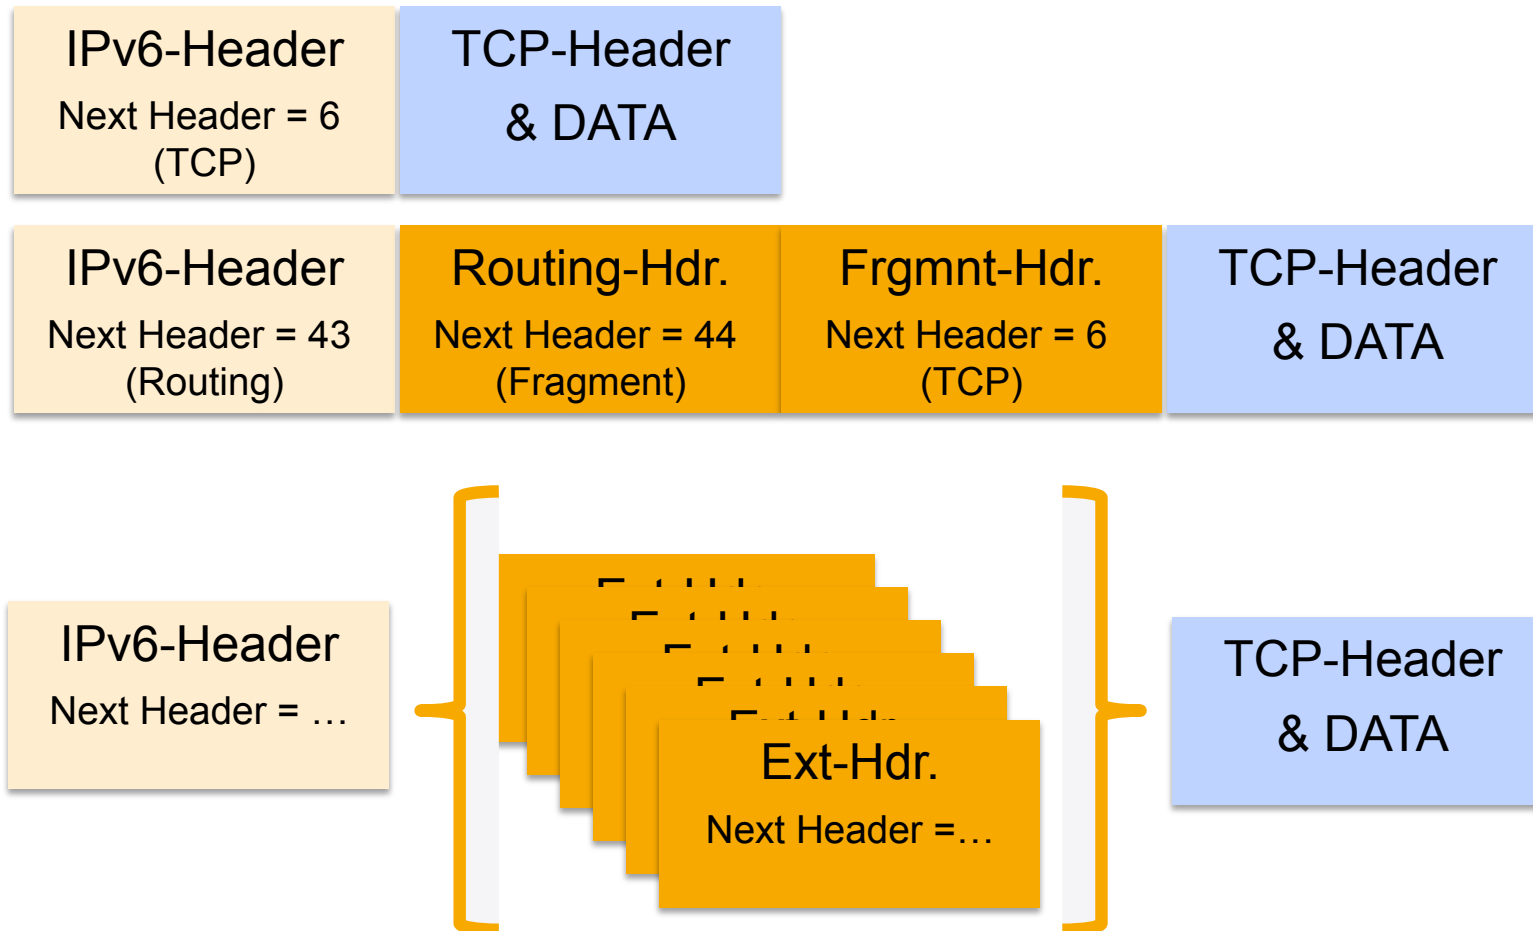 IPv6-Header
Next Header = 6
(TCP)
TCP-Header
& DATA
IPv6-Header
Next Header = 43
(Routing)
Routing-Hdr.
Next Header = 44
(Fragment)
Frgmnt-Hdr.
Next Header = 6
(TCP)
TCP-Header
& DATA
IPv6-Header
Next Header = …
Ext-Hdr.
Next Header =…
TCP-Header
& DATA